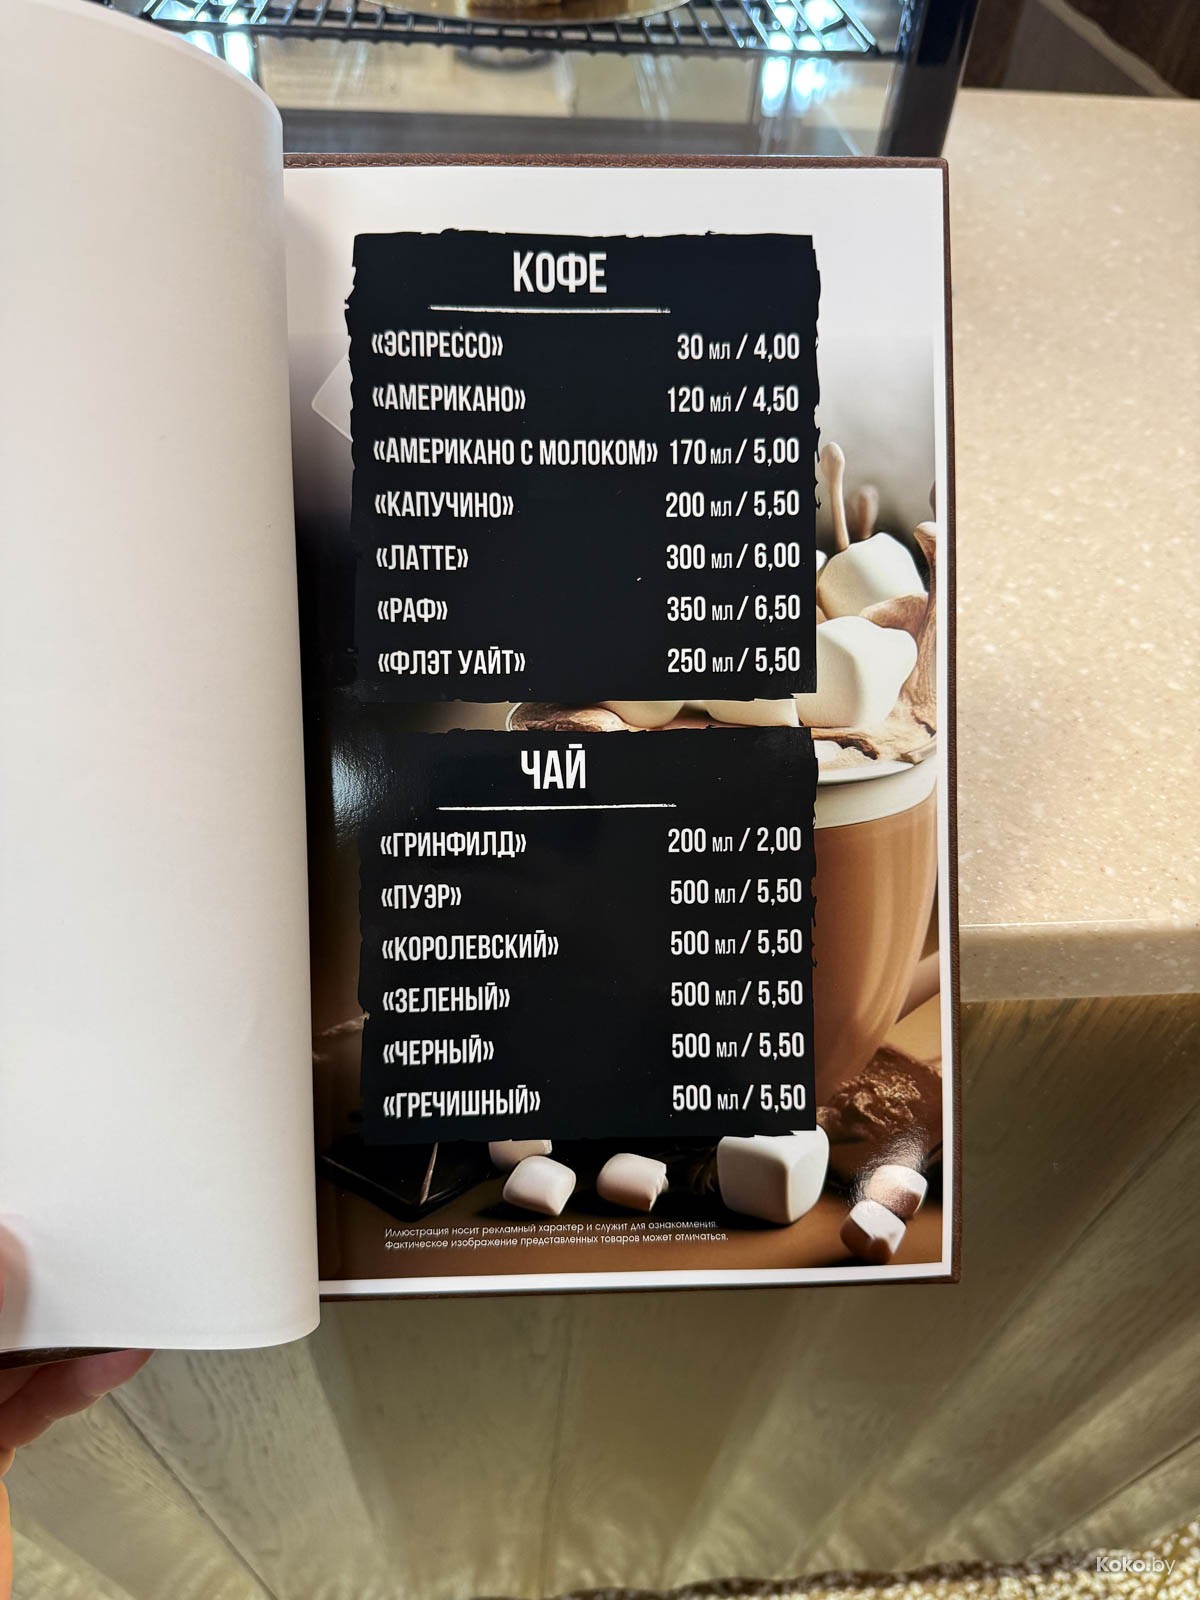 КОФЕ
«ЭСПРЕССО» 30 мл / 4,00
«АМЕРИКАНО» 120 мл / 4,50
«АМЕРИКАНО С МОЛОКОМ» 170 мл / 5,00
«КАПУЧИНО» 200 мл / 5,50
«ЛАТТЕ» 300 мл / 6,00
«РАФ» 350 мл / 6,50
«ФЛЭТ УАЙТ» 250 мл / 5,50
ЧАЙ
«ГРИНФИЛД» 200 мл / 2,00
«ПУЭР» 500 мл / 5,50
«КОРОЛЕВСКИЙ» 500 мл / 5,50
«ЗЕЛЕНЫЙ» 500 мл / 5,50
«ЧЕРНЫЙ» 500 мл / 5,50
«ГРЕЧИШНЫЙ» 500 мл / 5,50
Иллюстрация носит рекламный характер и служит для ознакомления.
Фактическое изображение представленных товаров может отличаться.
Koko.by